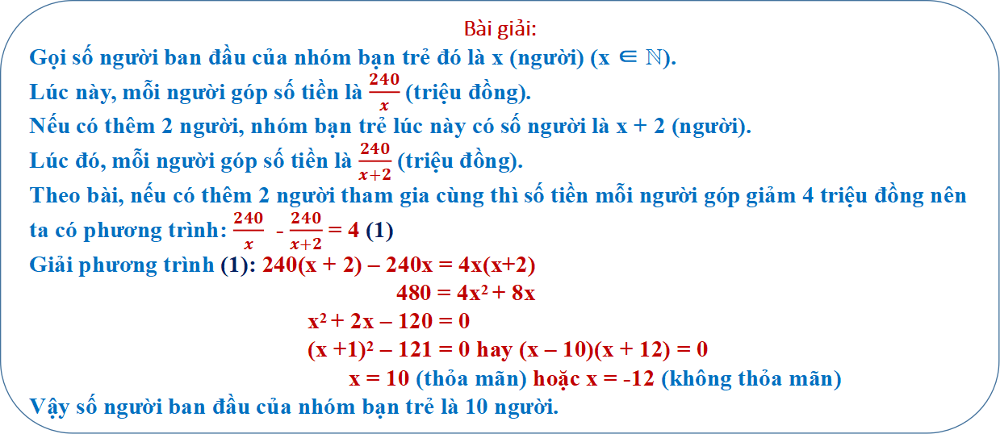 Bài giải:
Gọi số người ban đầu của nhóm bạn trẻ đó là x (người) (x ∈ ℕ).
Lúc này, mỗi người góp số tiền là 240/x (triệu đồng).
Nếu có thêm 2 người, nhóm bạn trẻ lúc này có số người là x + 2 (người).
Lúc đó, mỗi người góp số tiền là 240/(x+2) (triệu đồng).
Theo bài, nếu có thêm 2 người tham gia cùng thì số tiền mỗi người góp giảm 4 triệu đồng nên
ta có phương trình: 240/x - 240/(x+2) = 4 (1)
Giải phương trình (1): 240(x + 2) – 240x = 4x(x+2)
480 = 4x² + 8x
x² + 2x – 120 = 0
(x +1)² – 121 = 0 hay (x – 10)(x + 12) = 0
x = 10 (thỏa mãn) hoặc x = -12 (không thỏa mãn)
Vậy số người ban đầu của nhóm bạn trẻ là 10 người.